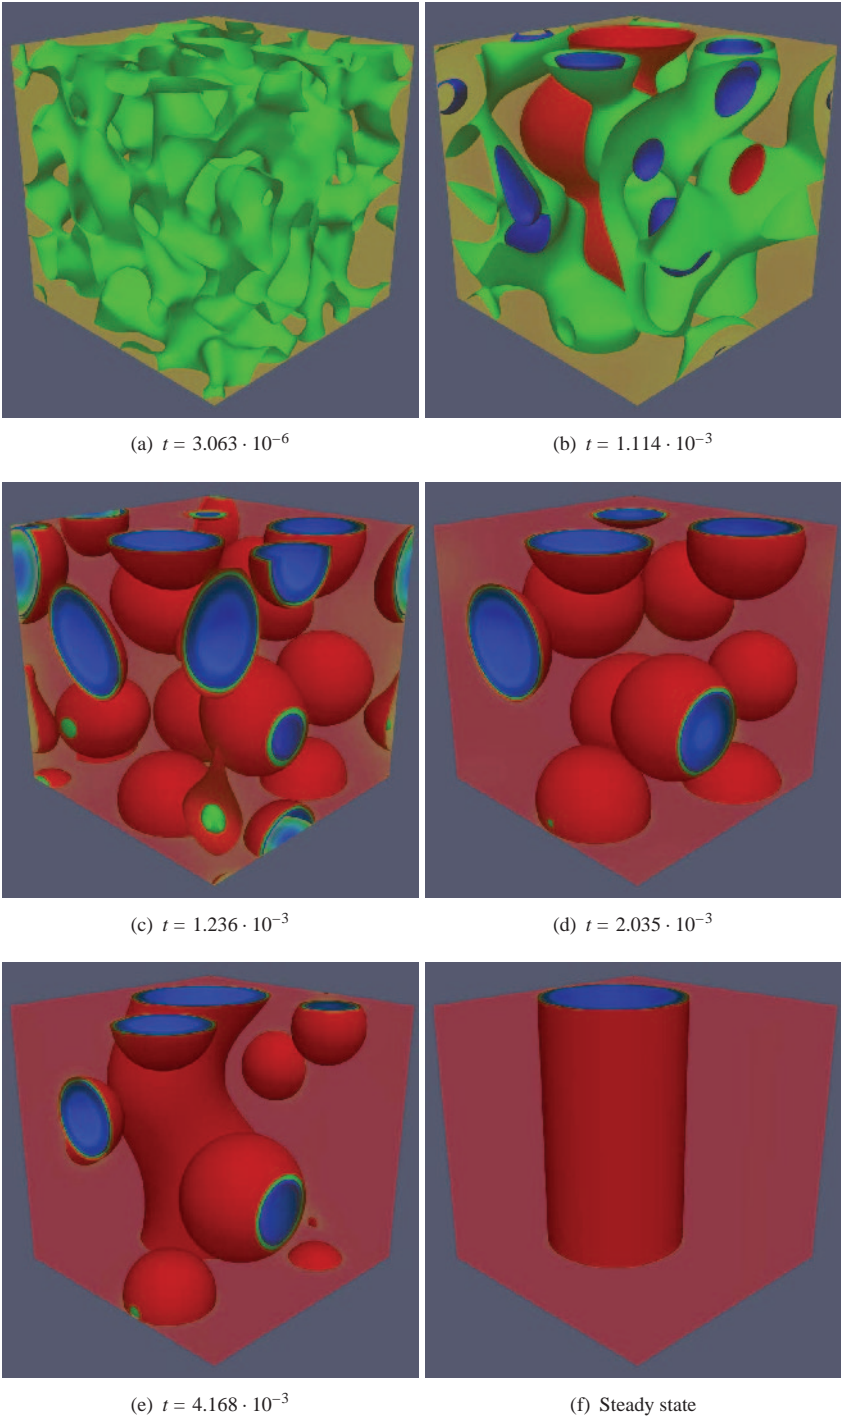 (a) t = 3.063 · 10⁻⁶
(b) t = 1.114 · 10⁻³
(c) t = 1.236 · 10⁻³
(d) t = 2.035 · 10⁻³
(e) t = 4.168 · 10⁻³
(f) Steady state